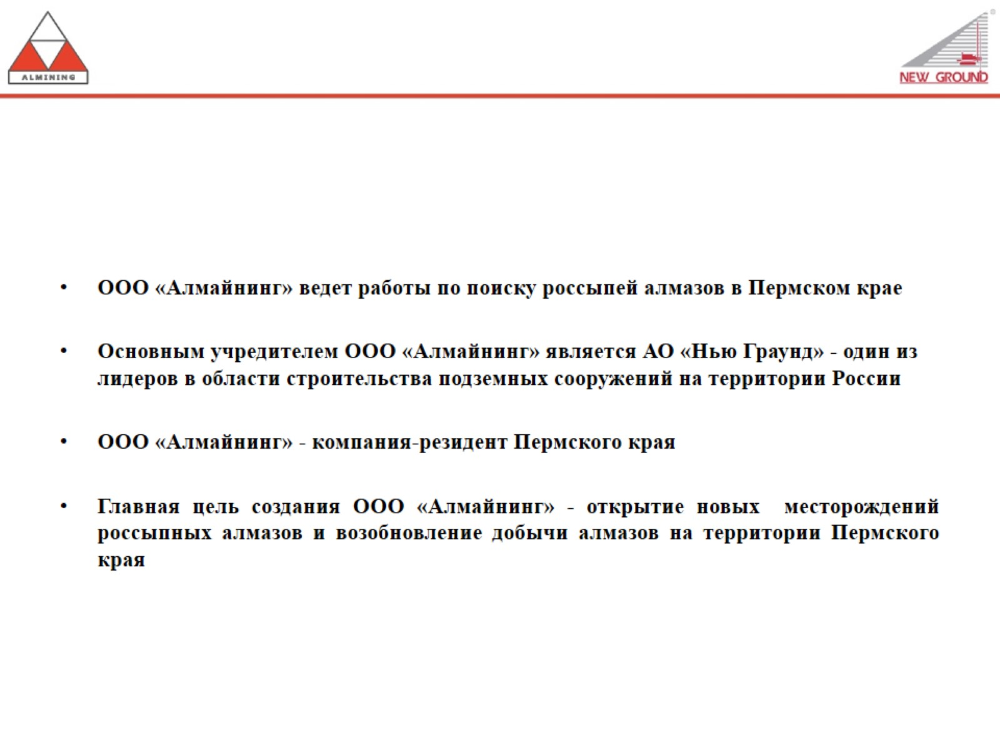 ALMINING
®
NEW GROUND
• ООО «Алмайнинг» ведет работы по поиску россыпей алмазов в Пермском крае
• Основным учредителем ООО «Алмайнинг» является АО «Нью Граунд» - один из
лидеров в области строительства подземных сооружений на территории России
• ООО «Алмайнинг» - компания-резидент Пермского края
• Главная цель создания ООО «Алмайнинг» - открытие новых месторождений
россыпных алмазов и возобновление добычи алмазов на территории Пермского
края